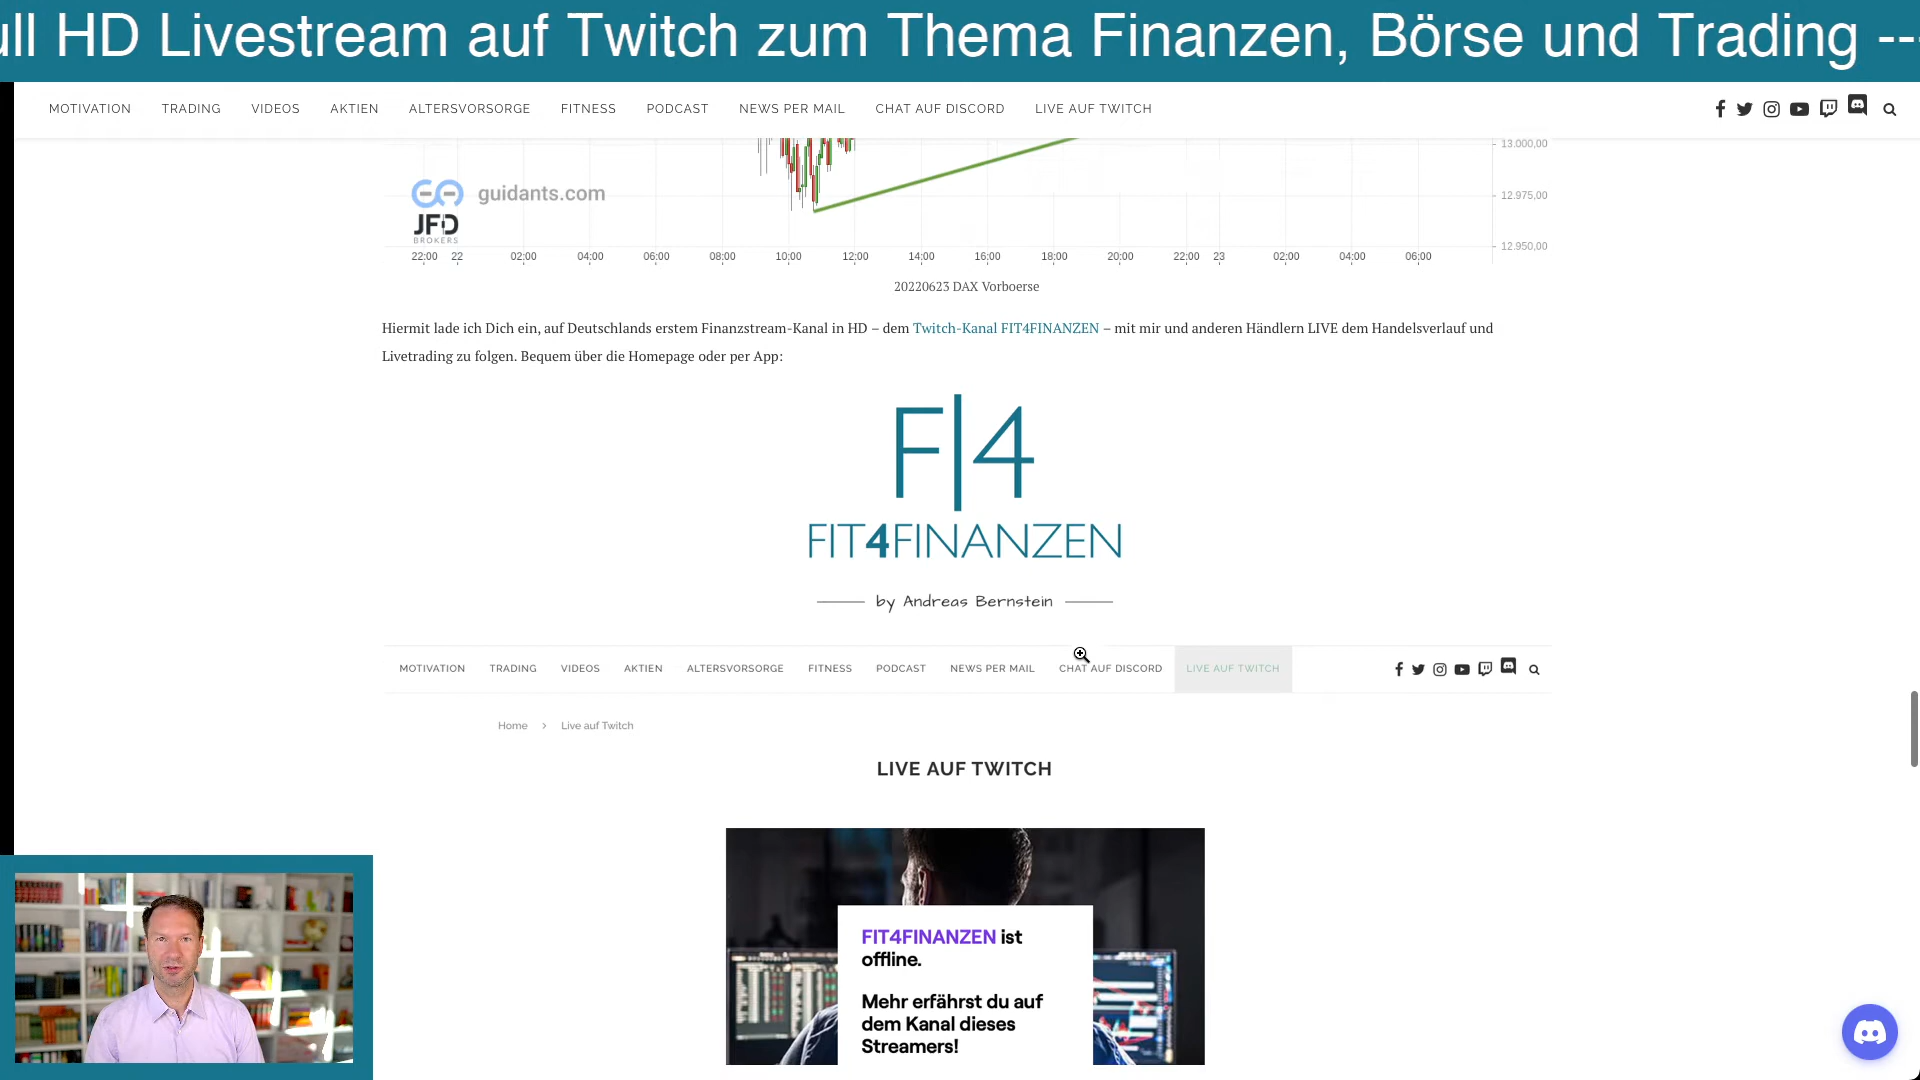 ull HD Livestream auf Twitch zum Thema Finanzen, Börse und Trading --
MOTIVATION TRADING VIDEOS AKTIEN ALTERSVORSORGE FITNESS PODCAST NEWS PER MAIL CHAT AUF DISCORD LIVE AUF TWITCH
13.000,00
guidants.com
12.975,00
JFD
BROKERS
12.950,00
22:00 22 02:00 04:00 06:00 08:00 10:00 12:00 14:00 16:00 18:00 20:00 22:00 23 02:00 04:00 06:00
20220623 DAX Vorboerse
Hiermit lade ich Dich ein, auf Deutschlands erstem Finanzstream-Kanal in HD – dem Twitch-Kanal FIT4FINANZEN – mit mir und anderen Händlern LIVE dem Handelsverlauf und
Livetrading zu folgen. Bequem über die Homepage oder per App:
F|4
FIT4FINANZEN
by Andreas Bernstein
MOTIVATION TRADING VIDEOS AKTIEN ALTERSVORSORGE FITNESS PODCAST NEWS PER MAIL CHAT AUF DISCORD LIVE AUF TWITCH
Home > Live auf Twitch
LIVE AUF TWITCH
FIT4FINANZEN ist
offline.
Mehr erfährst du auf
dem Kanal dieses
Streamers!